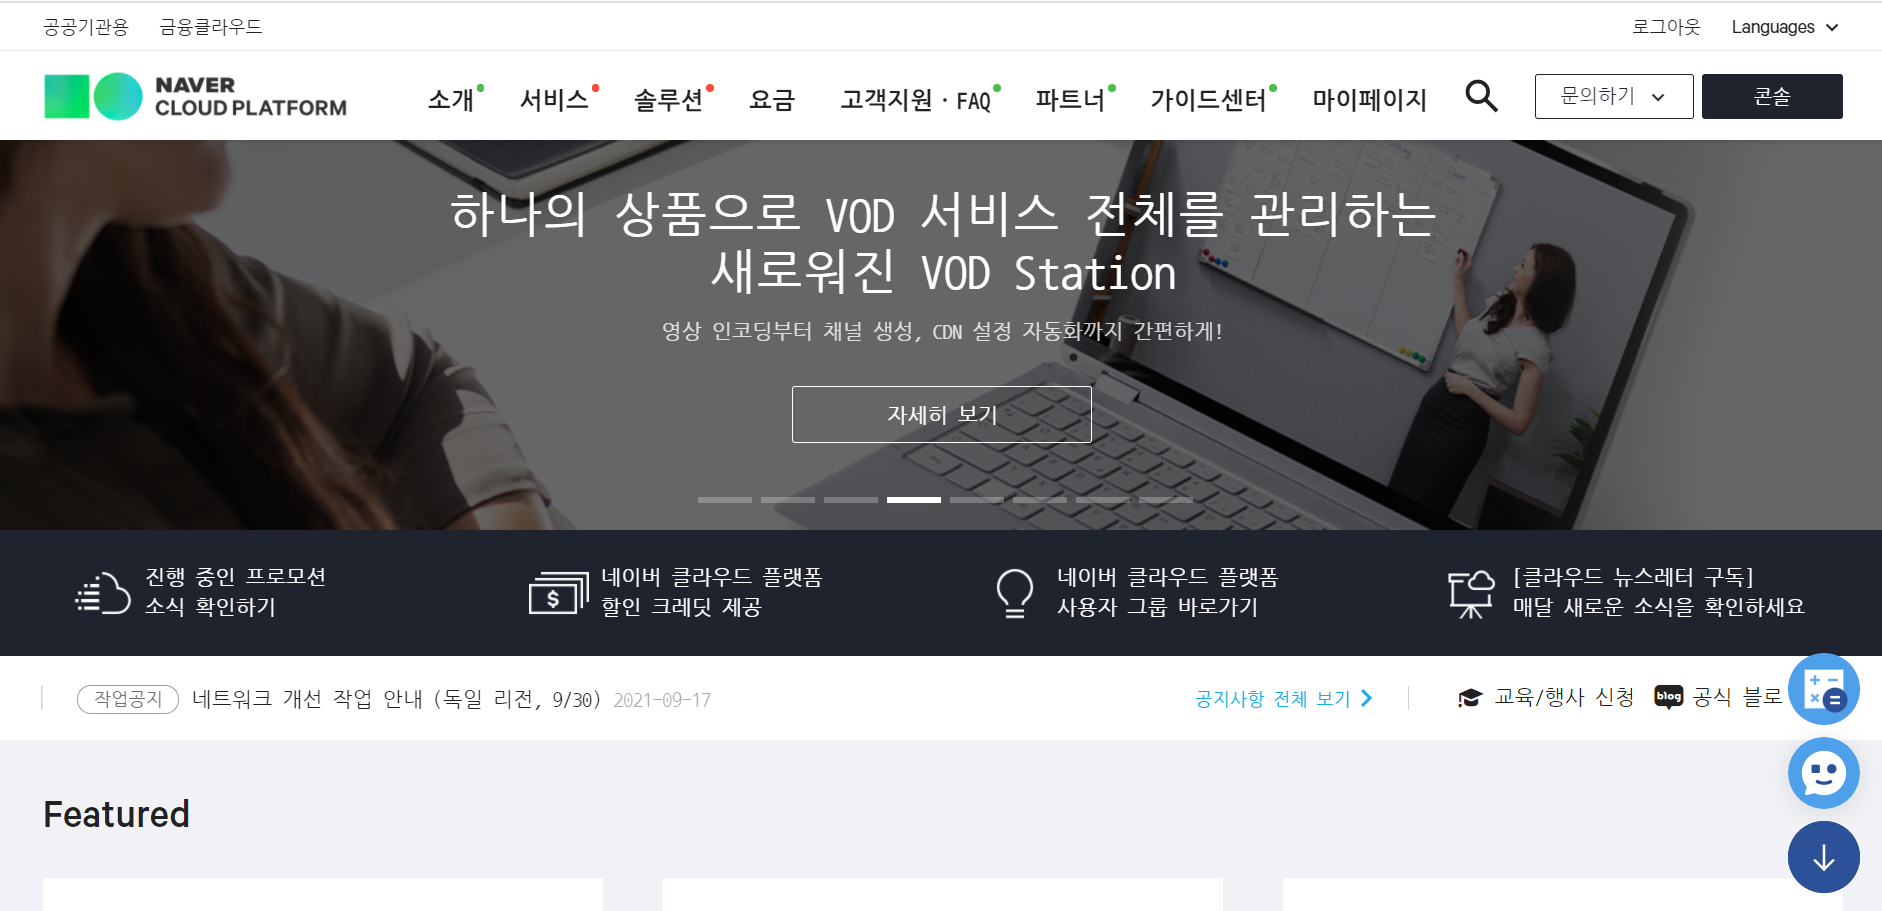 공공기관용 금융클라우드 로그아웃 Languages
NAVER
CLOUD PLATFORM
소개 서비스 솔루션 요금 고객지원 · FAQ 파트너 가이드센터 마이페이지 문의하기 콘솔
하나의 상품으로 VOD 서비스 전체를 관리하는
새로워진 VOD Station
영상 인코딩부터 채널 생성, CDN 설정 자동화까지 간편하게!
자세히 보기
진행 중인 프로모션
소식 확인하기
네이버 클라우드 플랫폼
할인 크레딧 제공
네이버 클라우드 플랫폼
사용자 그룹 바로가기
[클라우드 뉴스레터 구독]
매달 새로운 소식을 확인하세요
작업공지 네트워크 개선 작업 안내 (독일 리전, 9/30) 2021-09-17
공지사항 전체 보기
교육/행사 신청 blog 공식 블로
Featured